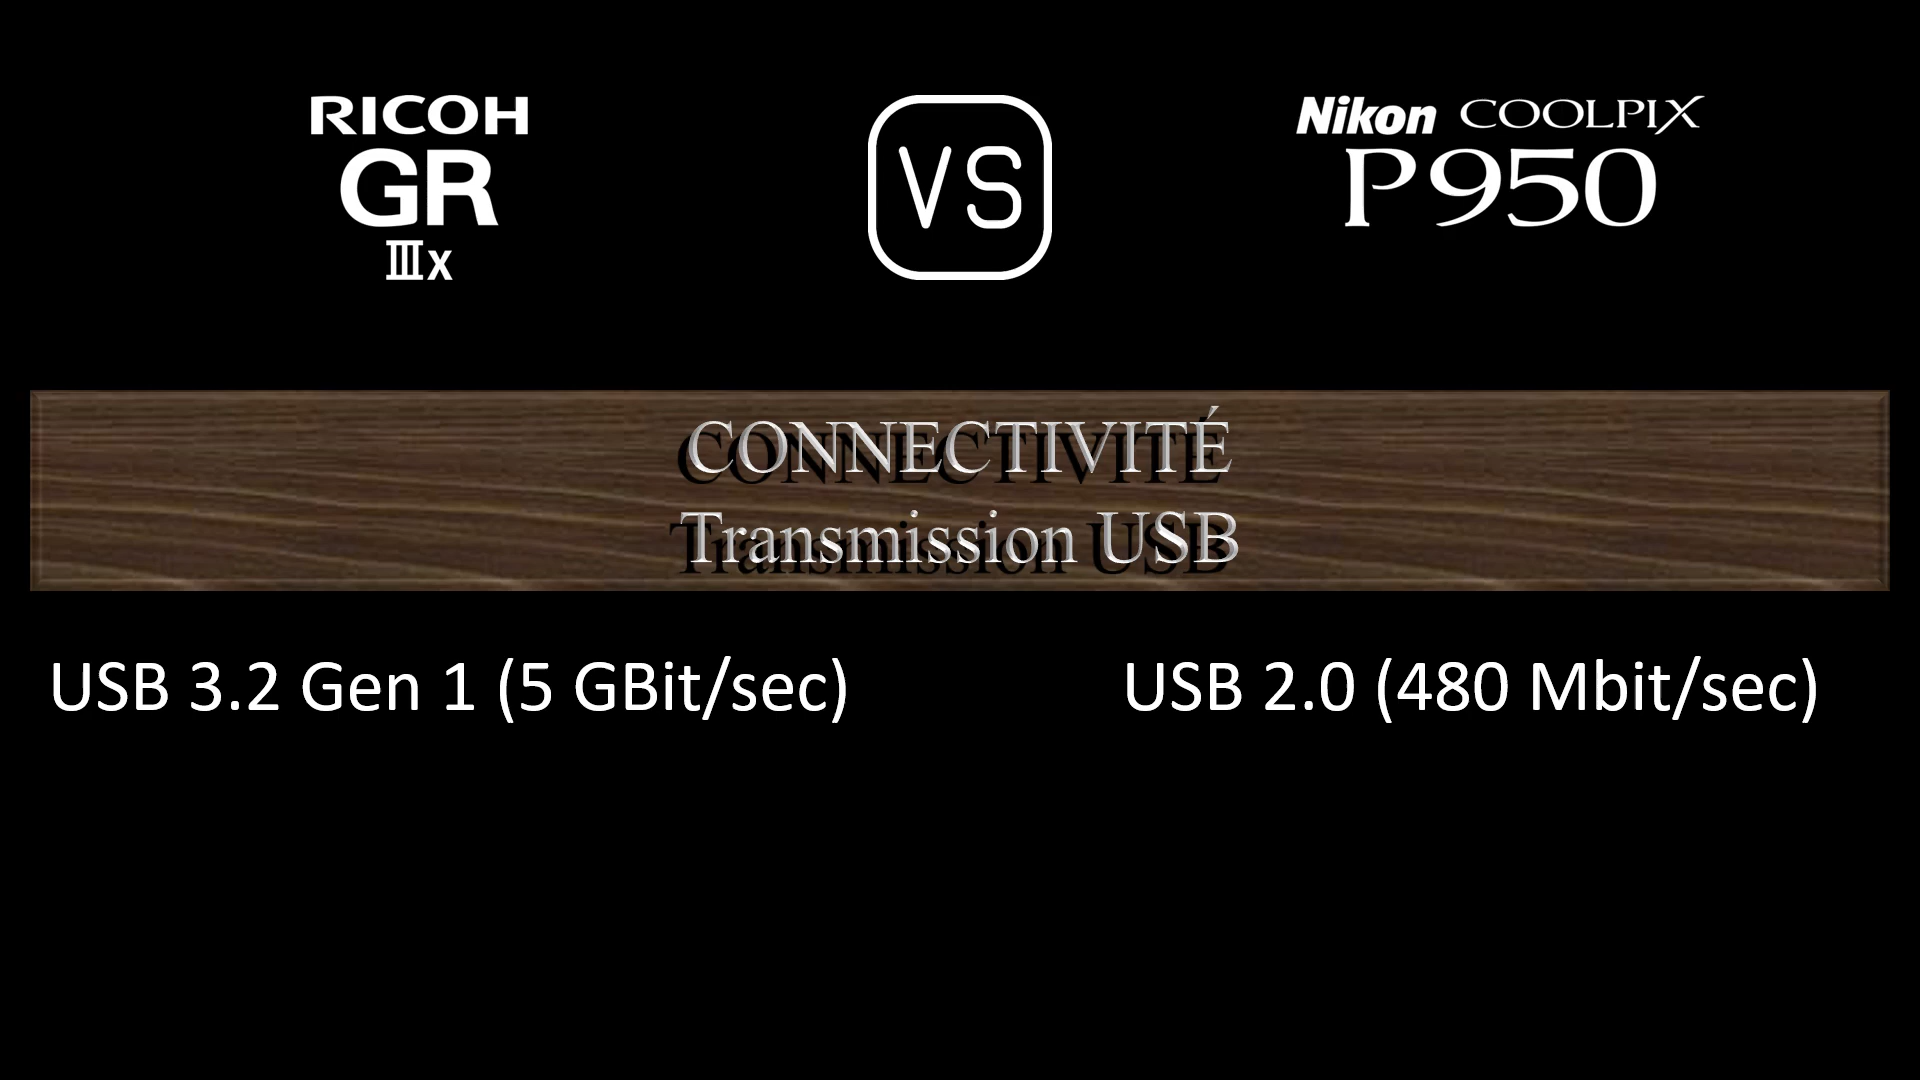 RICOH
GR
IIIx
VS
Nikon COOLPIX
P950
CONNECTIVITÉ
Transmission USB
USB 3.2 Gen 1 (5 GBit/sec)
USB 2.0 (480 Mbit/sec)